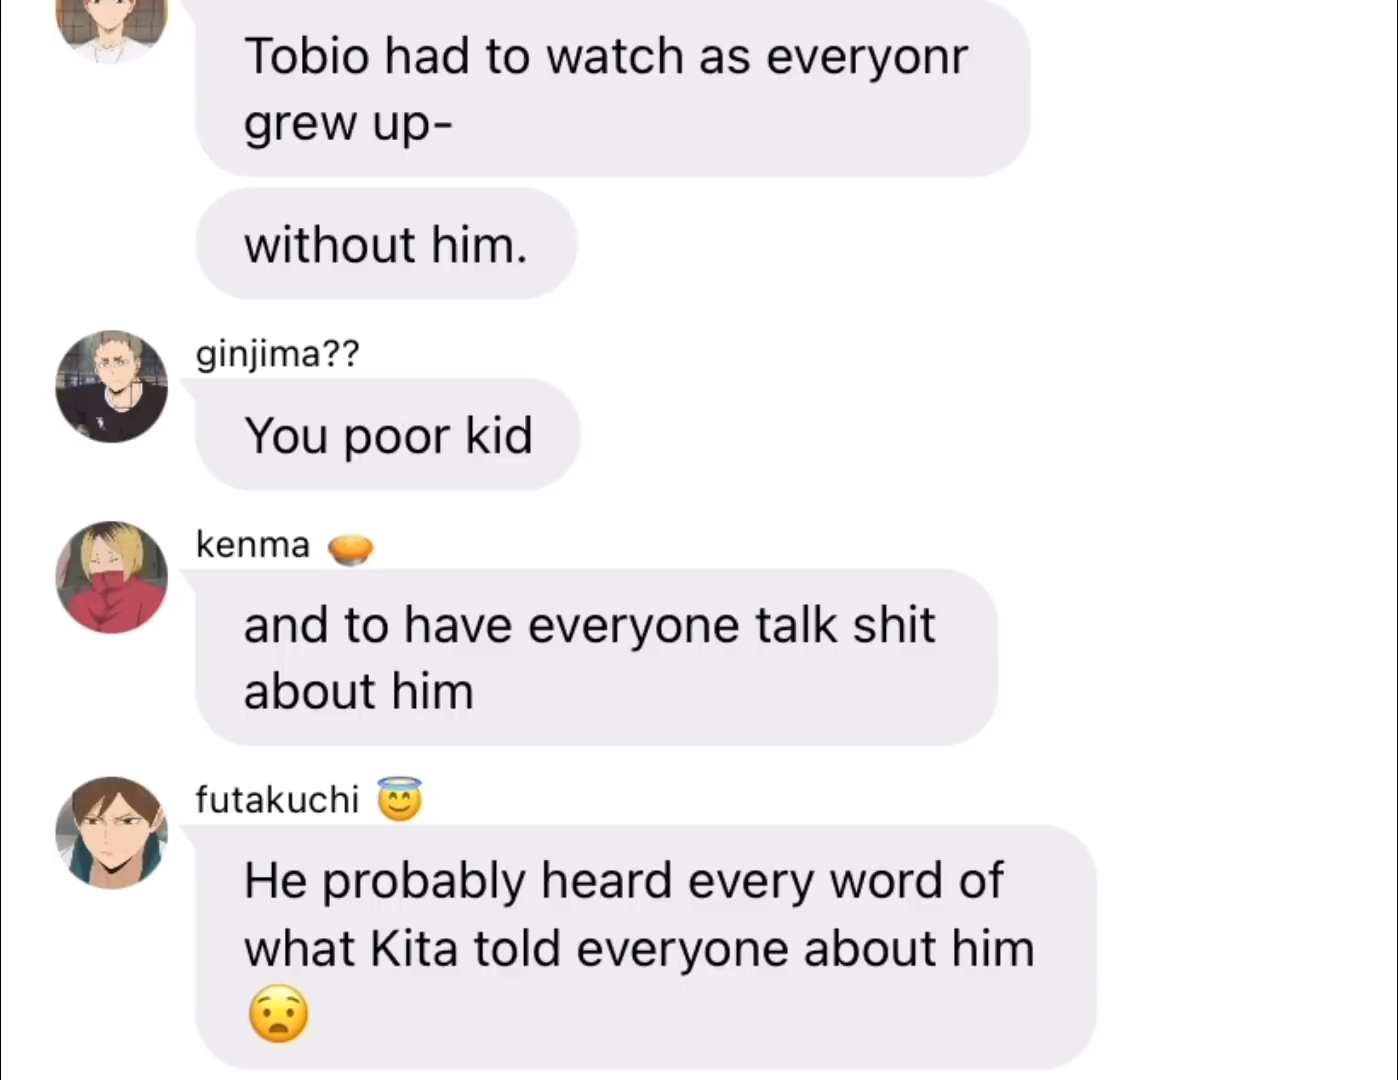 Tobio had to watch as everyonr
grew up-
without him.
ginjima??
You poor kid
kenma 🥧
and to have everyone talk shit
about him
futakuchi 😇
He probably heard every word of
what Kita told everyone about him
😧